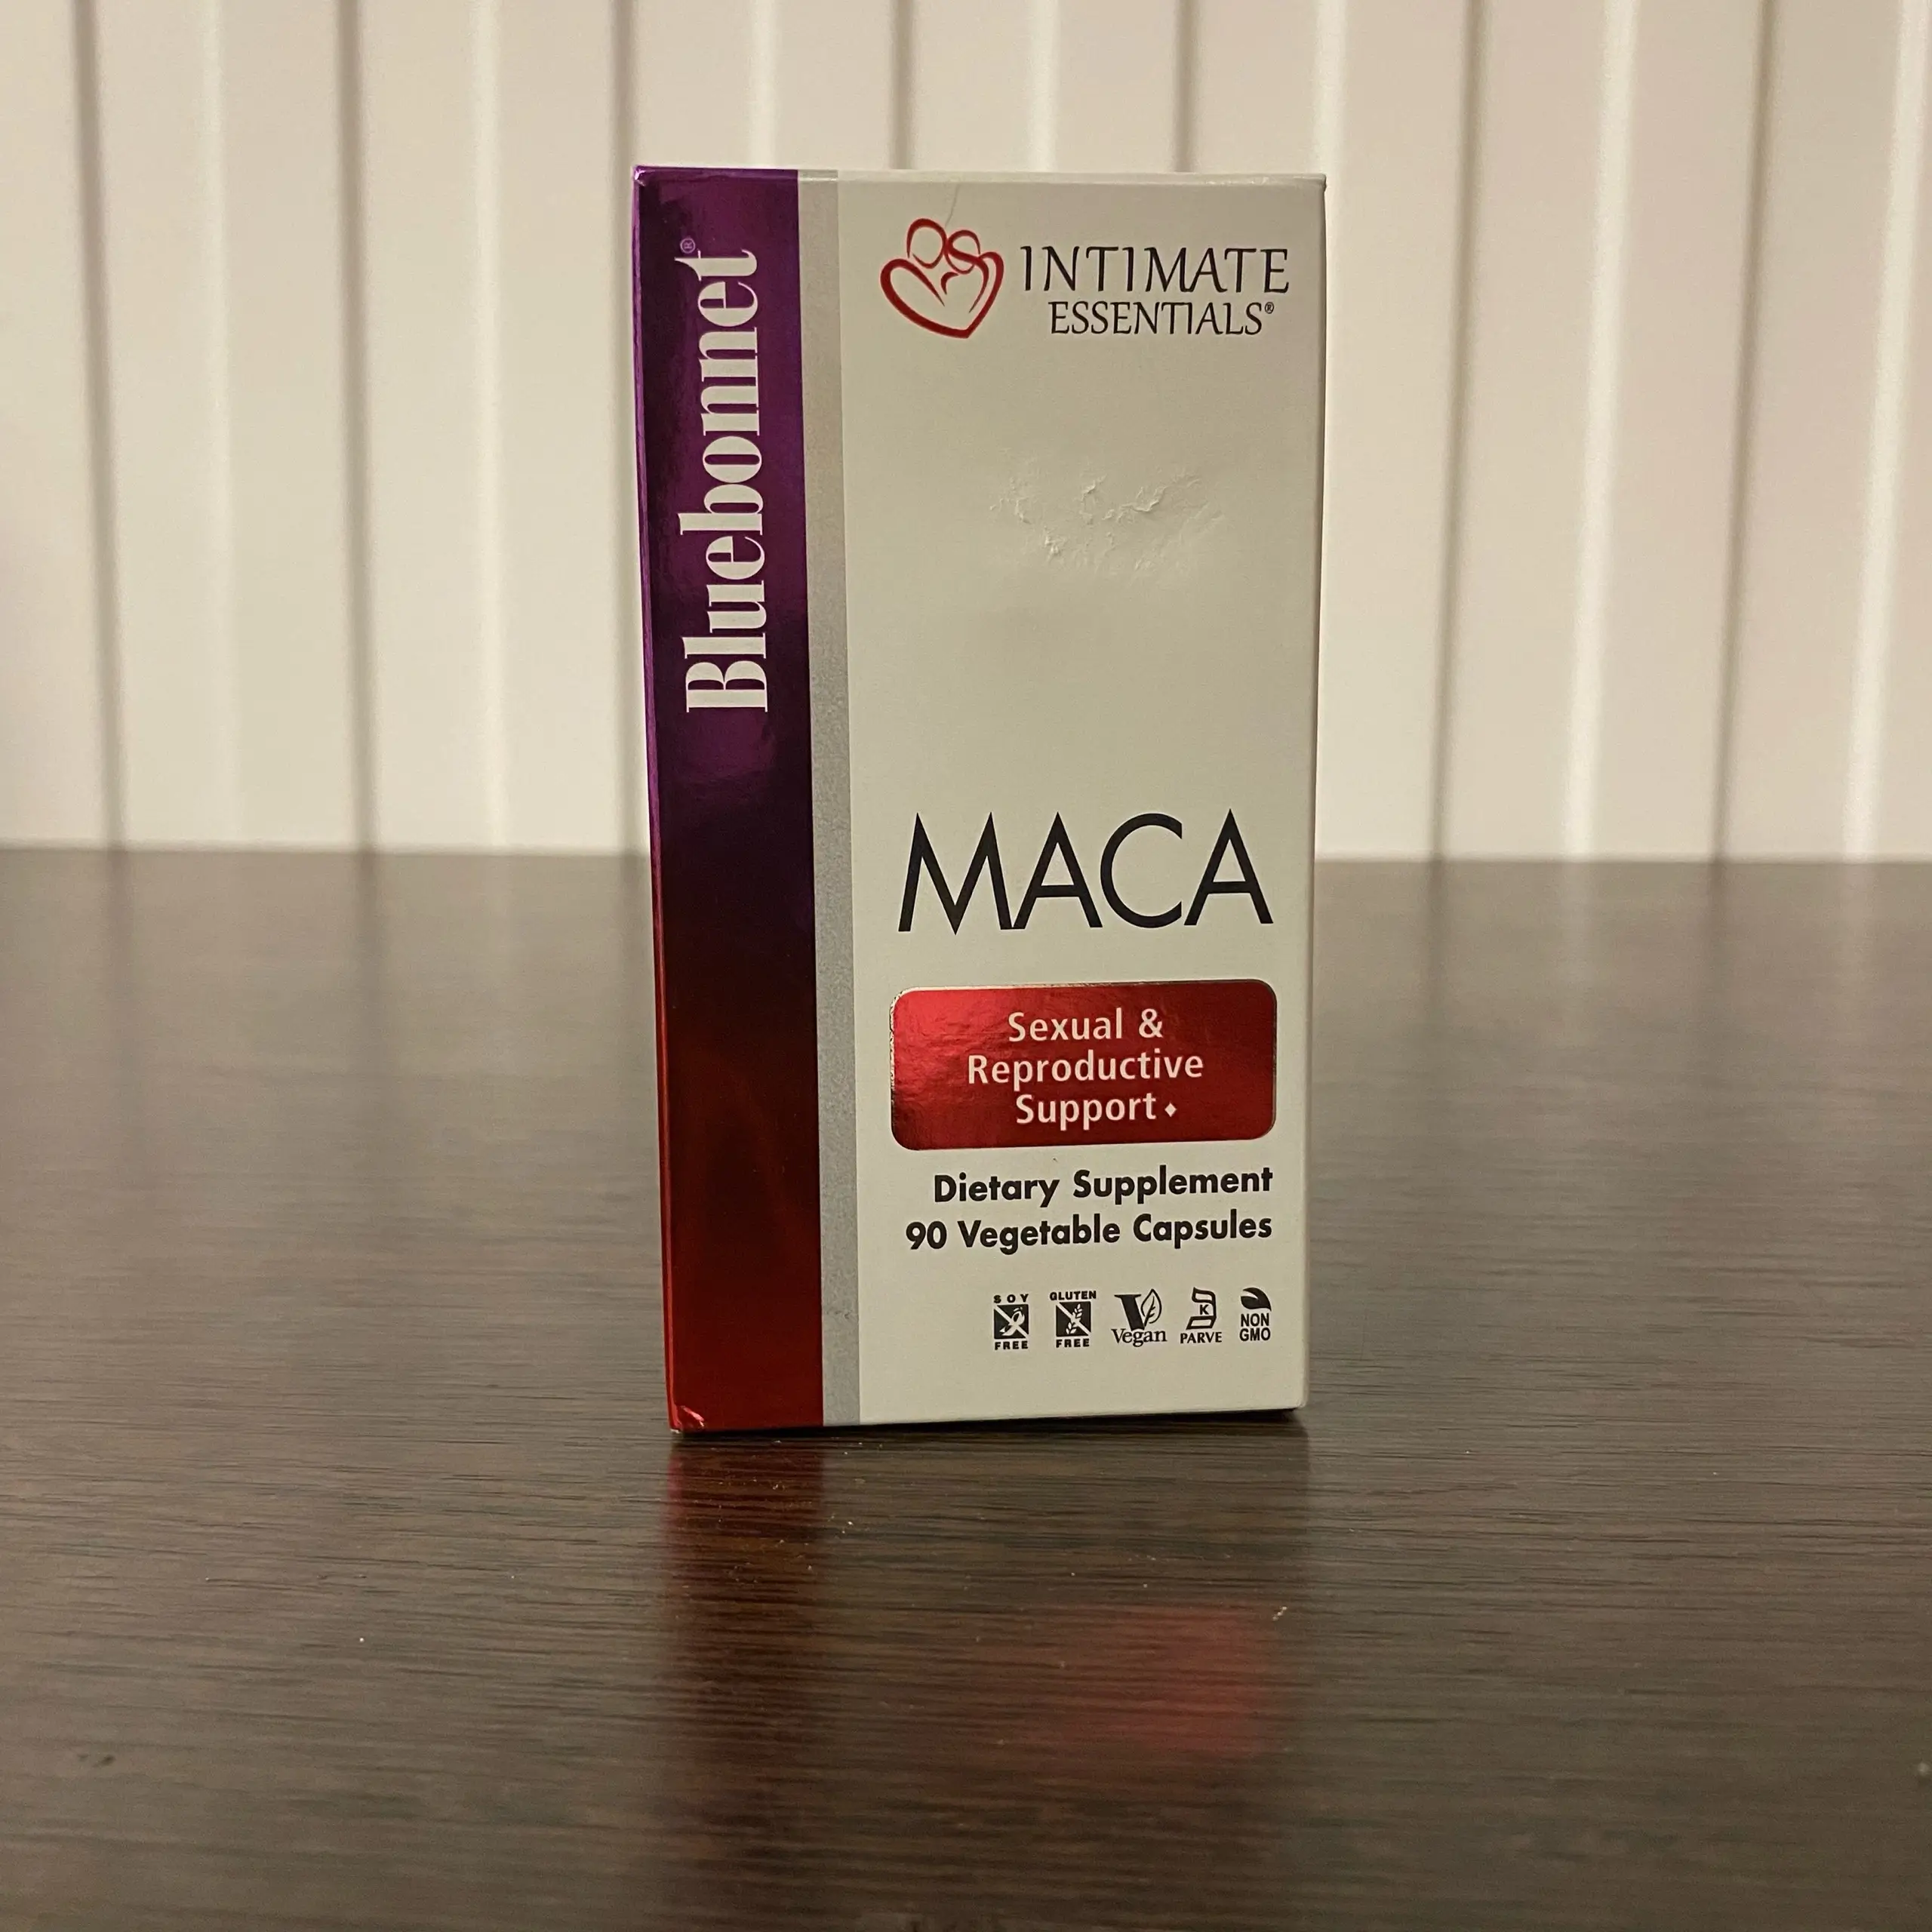 Bluebonnet®
INTIMATE
ESSENTIALS®
MACA
Sexual &
Reproductive
Support♦
Dietary Supplement
90 Vegetable Capsules
SOY
FREE
GLUTEN
FREE
Vegan
K
PARVE
NON
GMO